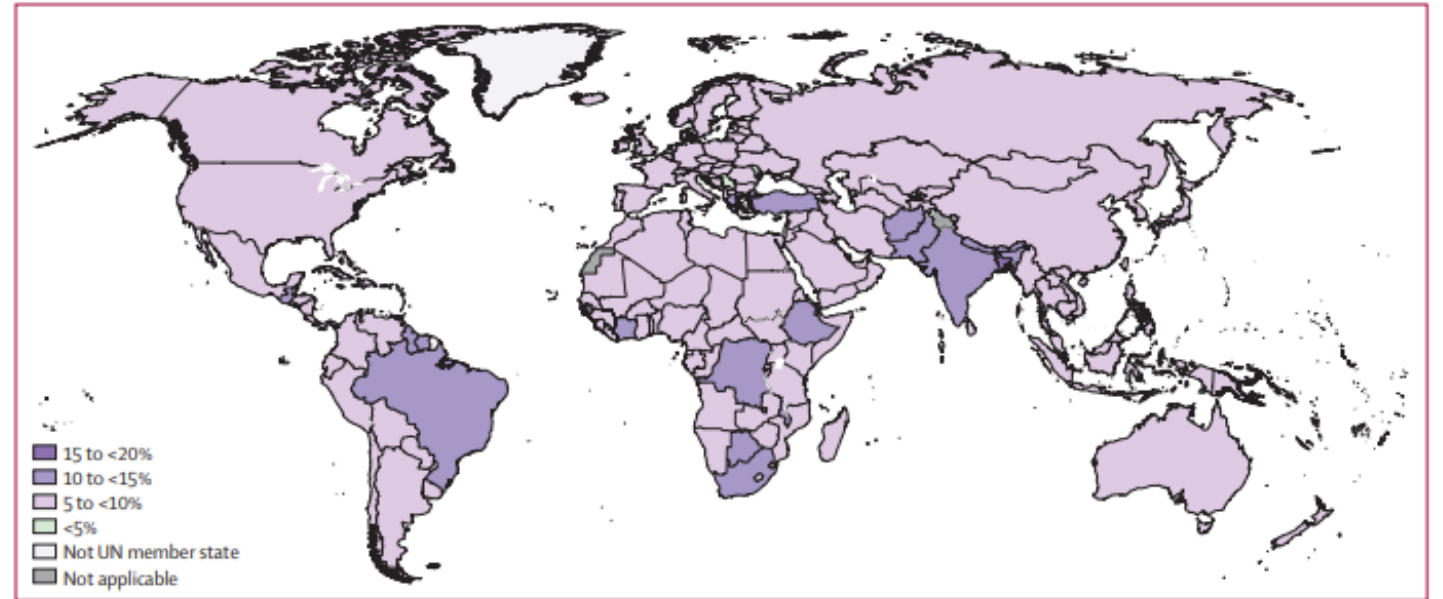 15 to <20%
10 to <15%
5 to <10%
<5%
Not UN member state
Not applicable